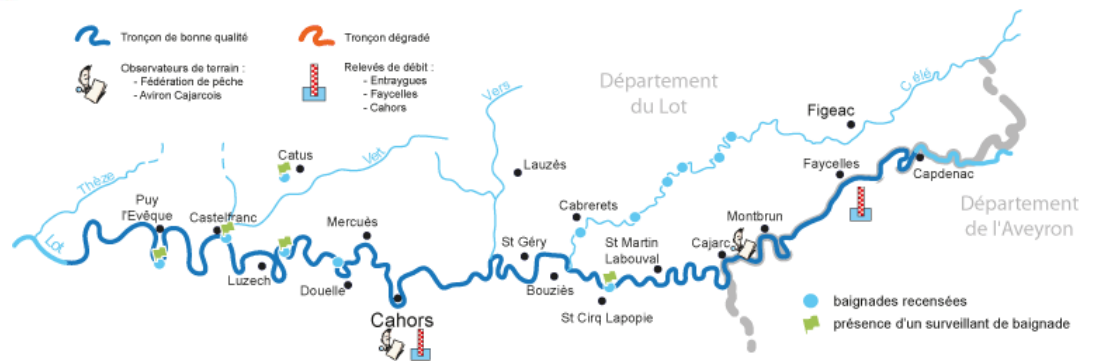 Tronçon de bonne qualité
Tronçon dégradé
Observateurs de terrain :
- Fédération de pêche
- Aviron Cajarcois
Relevés de débit :
- Entraygues
- Faycelles
- Cahors
Département
du Lot
Vers
Célé
Figeac
Catus
Vert
Lauzès
Faycelles
Capdenac
Thèze
Puy
l'Evêque
Castelfranc
Mercuès
Cabrerets
Département
de l'Aveyron
Lot
St Géry
St Martin
Labouval
Cajarc
Montbrun
Luzech
Douelle
Bouziès
St Cirq Lapopie
Cahors
baignades recensées
présence d'un surveillant de baignade